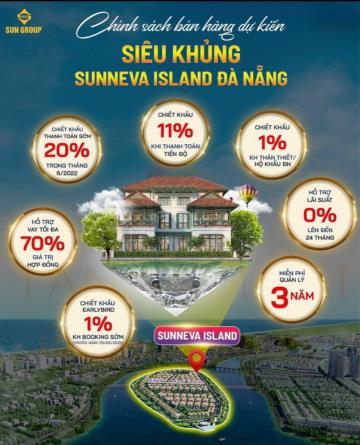 SUN GROUP
Chính sách bán hàng dự kiến
SIÊU KHỦNG
SUNNEVA ISLAND ĐÀ NẴNG
CHIẾT KHẤU
THANH TOÁN SỚM
20%
TRONG THÁNG
6/2022
CHIẾT KHẤU
11%
KHI THANH TOÁN
TIẾN ĐỘ
CHIẾT KHẤU
1%
KH THÂN THIẾT/
HỘ KHẨU ĐN
HỖ TRỢ
VAY TỐI ĐA
70%
GIÁ TRỊ
HỢP ĐỒNG
HỖ TRỢ
LÃI SUẤT
0%
LÊN ĐẾN
24 THÁNG
CHIẾT KHẤU
EARLYBIRD
1%
KH BOOKING SỚM
MIỄN PHÍ
QUẢN LÝ
3 NĂM
SUNNEVA ISLAND